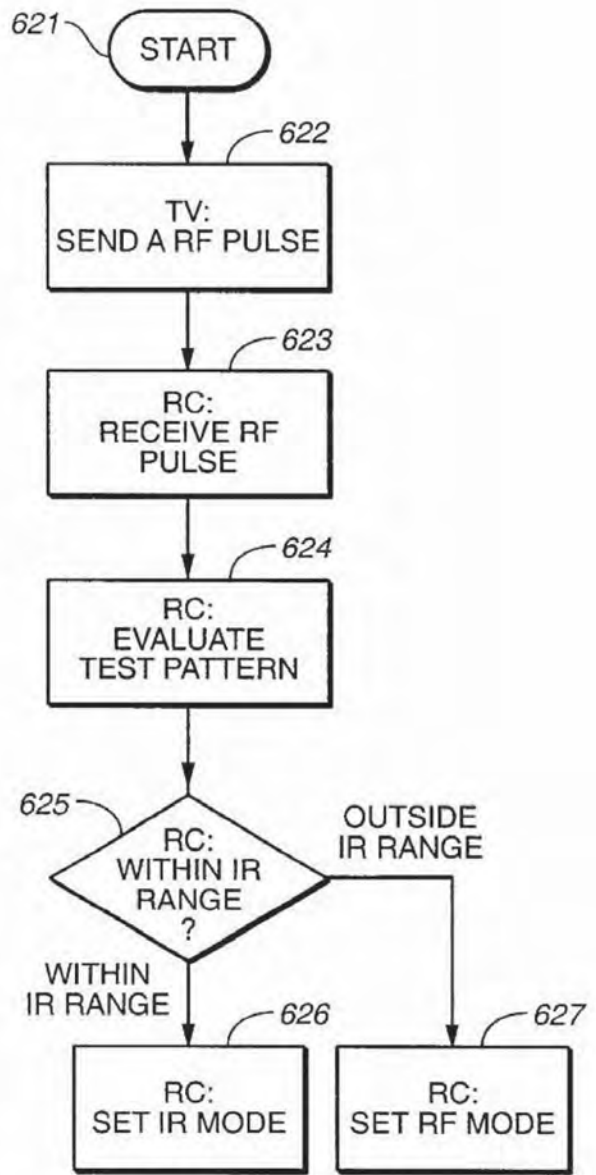 621
START
622
TV:
SEND A RF PULSE
623
RC:
RECEIVE RF
PULSE
624
RC:
EVALUATE
TEST PATTERN
625
RC:
WITHIN IR
RANGE
?
OUTSIDE
IR RANGE
WITHIN
IR RANGE
626
RC:
SET IR MODE
627
RC:
SET RF MODE